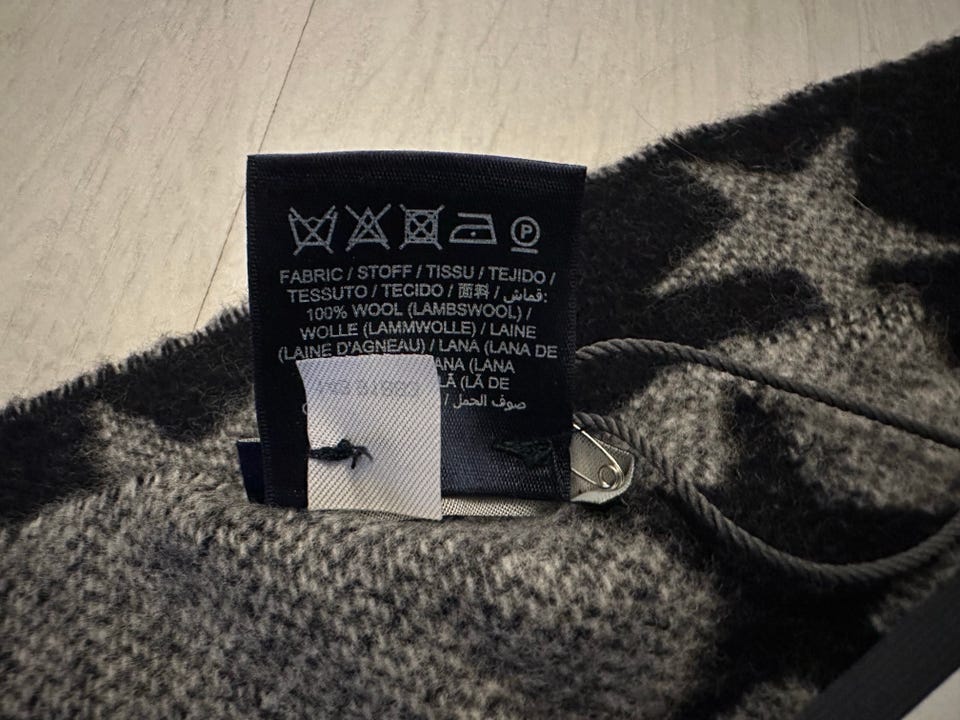 P
FABRIC / STOFF / TISSU / TEJIDO /
TESSUTO / TECIDO / 面料 / قماش:
100% WOOL (LAMBSWOOL) /
WOLLE (LAMMWOLLE) / LAINE
(LAINE D'AGNEAU) / LANA (LANA DE
LANA (LANA
LÃ (LÃ DE
/ صوف الحمل